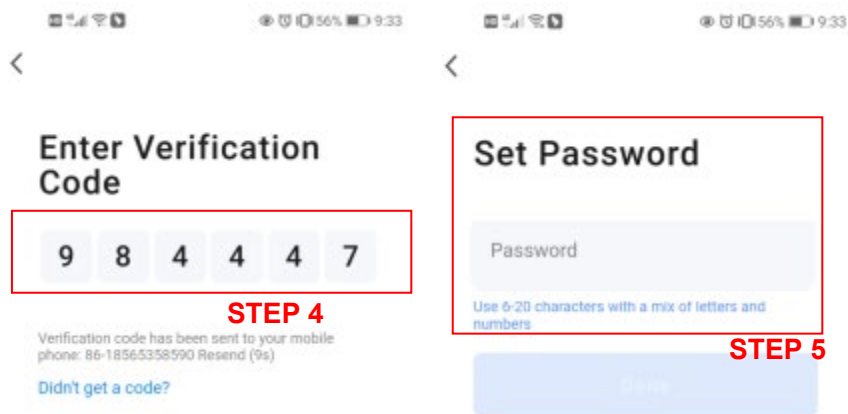 56% 9:33
Enter Verification
Code
9 8 4 4 4 7
STEP 4
Verification code has been sent to your mobile
phone: 86-18565358590 Resend (9s)
Didn't get a code?
56% 9:33
Set Password
Password
Use 6-20 characters with a mix of letters and
numbers
STEP 5
Done